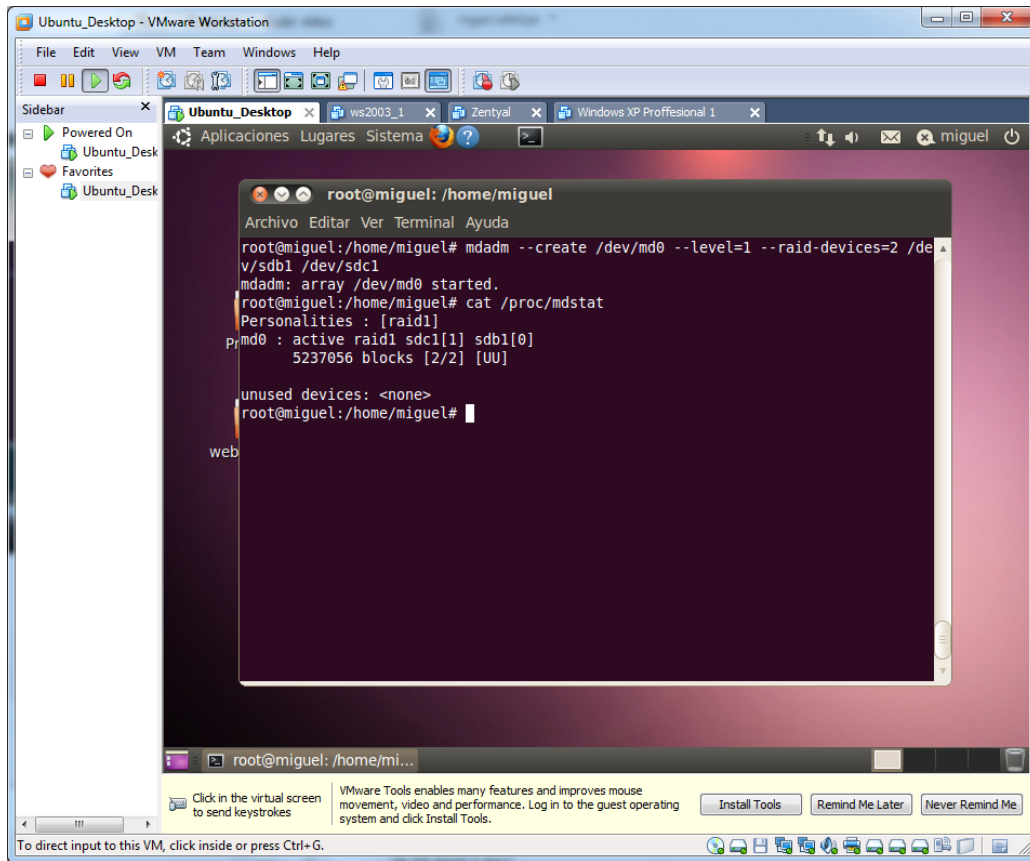 Ubuntu_Desktop - VMware Workstation
File Edit View VM Team Windows Help
Sidebar
Powered On
Ubuntu_Desk
Favorites
Ubuntu_Desk
Ubuntu_Desktop ws2003_1 Zentyal Windows XP Proffesional 1
Aplicaciones Lugares Sistema miguel
root@miguel: /home/miguel
Archivo Editar Ver Terminal Ayuda
root@miguel:/home/miguel# mdadm --create /dev/md0 --level=1 --raid-devices=2 /de
v/sdb1 /dev/sdc1
mdadm: array /dev/md0 started.
root@miguel:/home/miguel# cat /proc/mdstat
Personalities : [raid1]
md0 : active raid1 sdc1[1] sdb1[0]
5237056 blocks [2/2] [UU]
unused devices: <none>
root@miguel:/home/miguel#
Pr
web
root@miguel: /home/mi...
Click in the virtual screen
to send keystrokes
VMware Tools enables many features and improves mouse
movement, video and performance. Log in to the guest operating
system and click Install Tools.
Install Tools Remind Me Later Never Remind Me
To direct input to this VM, click inside or press Ctrl+G.